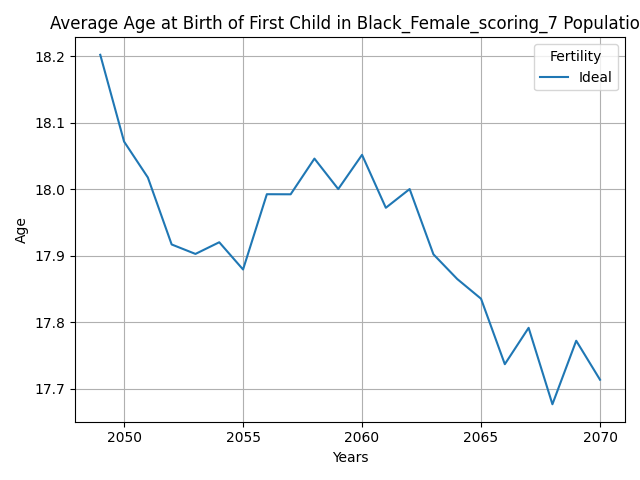 Average Age at Birth of First Child in Black_Female_scoring_7 Populatio
Fertility
Ideal
18.2
18.1
18.0
17.9
17.8
17.7
Age
2050 2055 2060 2065 2070
Years